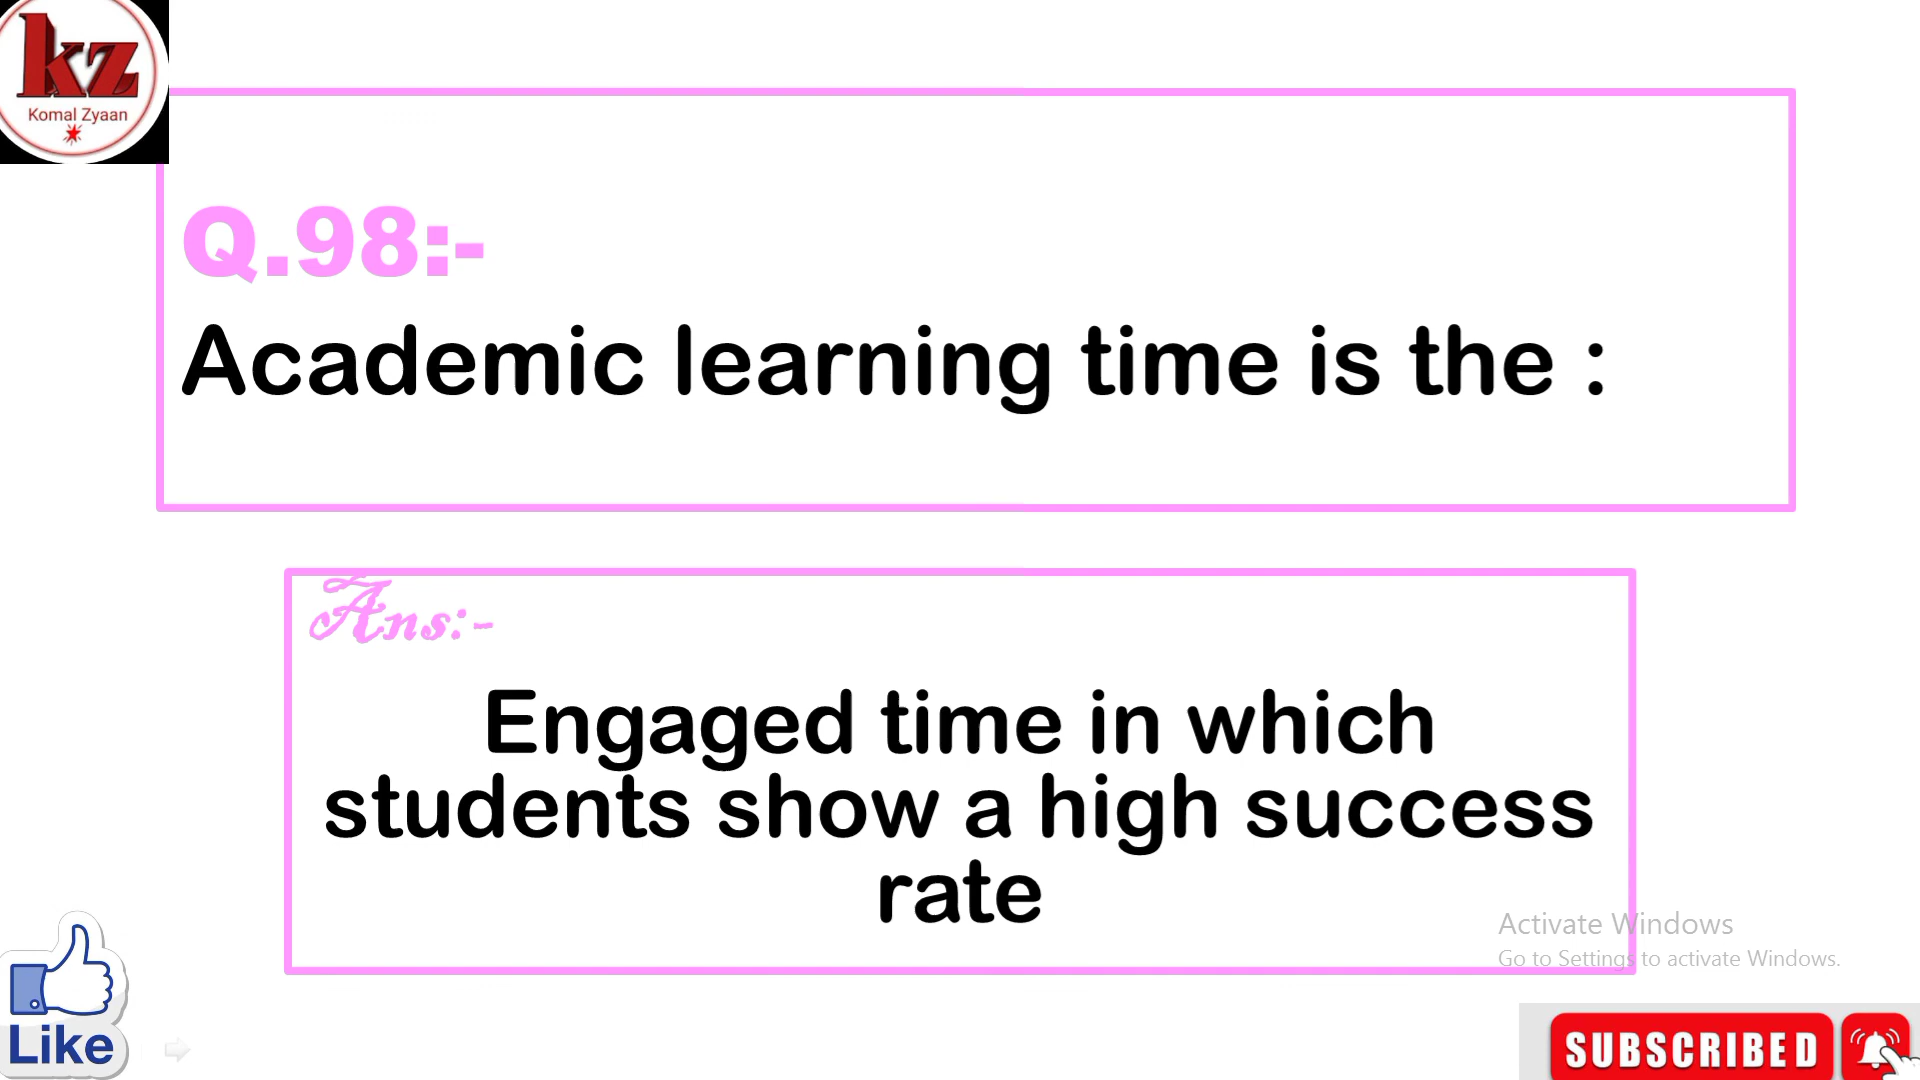 kz
Komal Zyaan
Q.98:-
Academic learning time is the :
Ans:-
Engaged time in which
students show a high success
rate
Activate Windows
Go to Settings to activate Windows.
Like
SUBSCRIBED